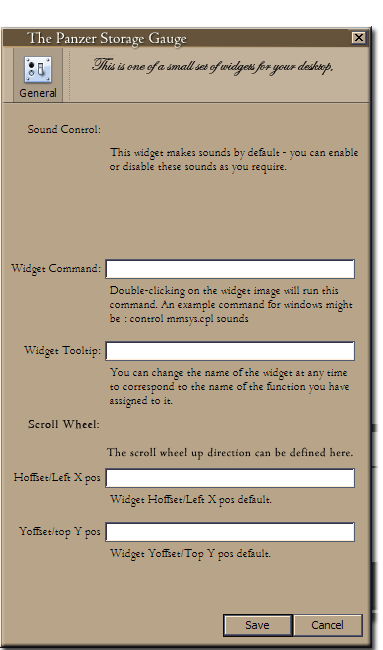 The Panzer Storage Gauge
This is one of a small set of widgets for your desktop.
General
Sound Control:
This widget makes sounds by default - you can enable
or disable these sounds as you require.
Widget Command:
Double-clicking on the widget image will run this
command. An example command for windows might
be : control mmsys.cpl sounds
Widget Tooltip:
You can change the name of the widget at any time
to correspond to the name of the function you have
assigned to it.
Scroll Wheel:
The scroll wheel up direction can be defined here.
Hoffset/Left X pos
Widget Hoffset/Left X pos default.
Yoffset/top Y pos
Widget Yoffset/Top Y pos default.
Save Cancel